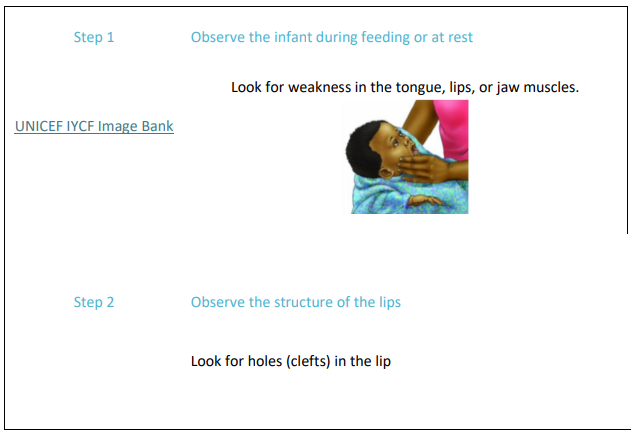 Step 1 Observe the infant during feeding or at rest
Look for weakness in the tongue, lips, or jaw muscles.
UNICEF IYCF Image Bank
Step 2 Observe the structure of the lips
Look for holes (clefts) in the lip